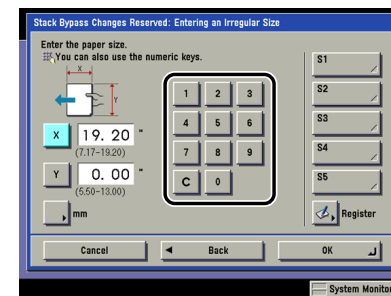 Stack Bypass Changes Reserved: Entering an Irregular Size
Enter the paper size.
You can also use the numeric keys.
X
Y
X 19. 20 "
(7.17-19.20)
Y 0. 00 "
(5.50-13.00)
mm
1 2 3
4 5 6
7 8 9
C 0
S1
S2
S3
S4
S5
Register
Cancel
Back
OK
System Monitor